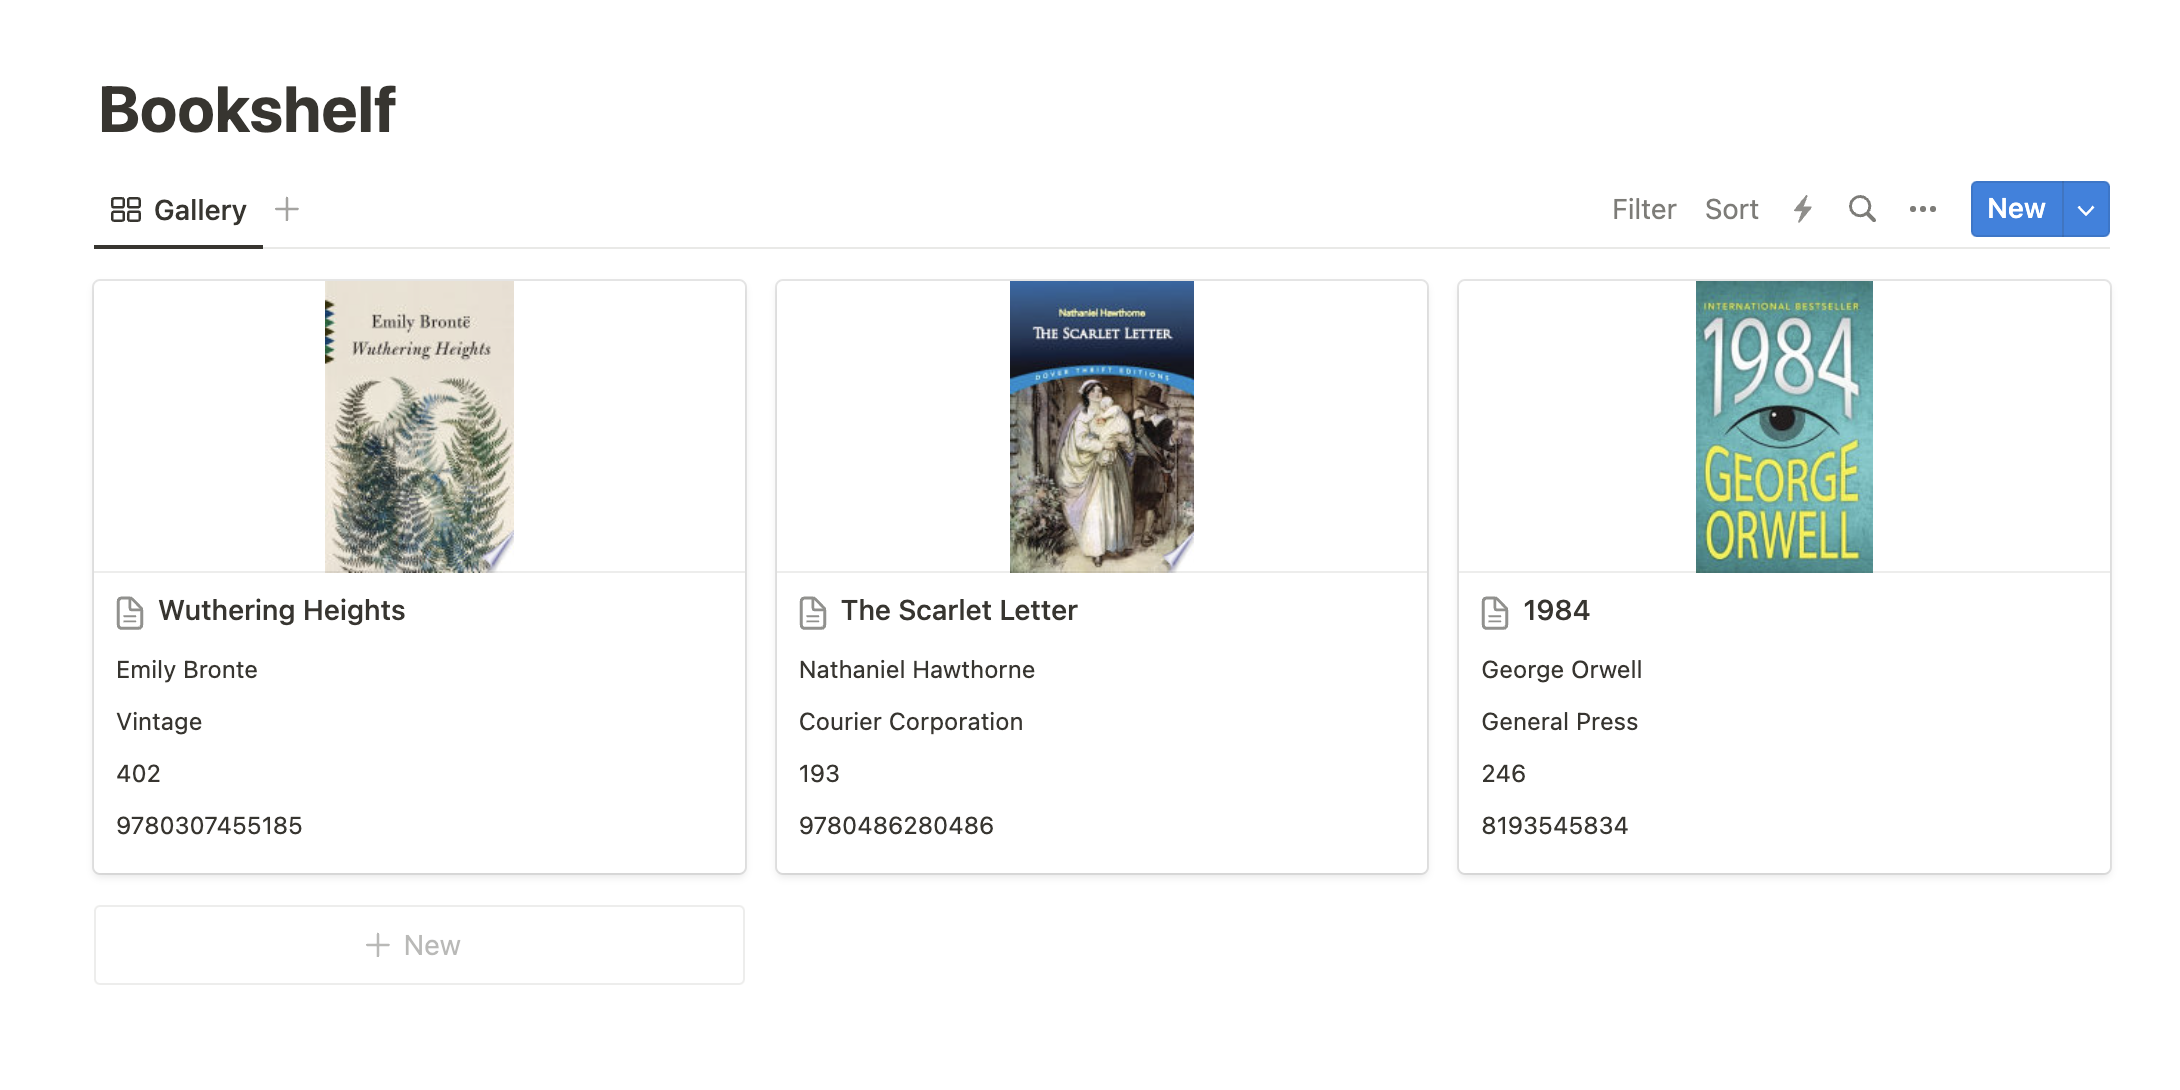 Bookshelf
Gallery
Filter Sort New
Emily Brontë
Wuthering Heights
Wuthering Heights
Emily Bronte
Vintage
402
9780307455185
Nathaniel Hawthorne
THE SCARLET LETTER
DOVER THRIFT EDITIONS
The Scarlet Letter
Nathaniel Hawthorne
Courier Corporation
193
9780486280486
INTERNATIONAL BESTSELLER
1984
GEORGE
ORWELL
1984
George Orwell
General Press
246
8193545834
New